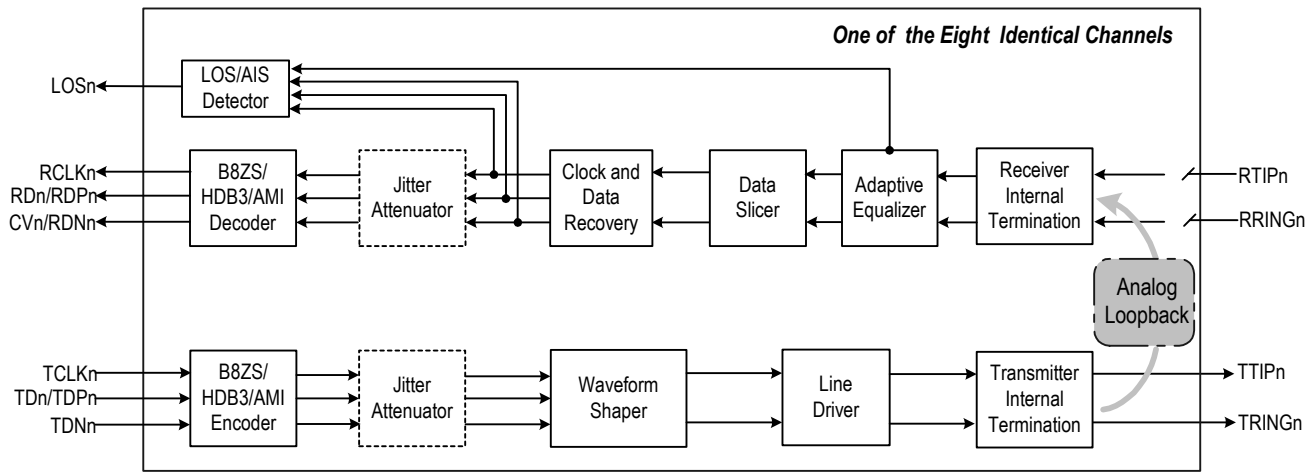 One of the Eight Identical Channels
LOSn
LOS/AIS
Detector
RCLKn
RDn/RDPn
CVn/RDNn
B8ZS/
HDB3/AMI
Decoder
Jitter
Attenuator
Clock and
Data
Recovery
Data
Slicer
Adaptive
Equalizer
Receiver
Internal
Termination
RTIPn
RRINGn
Analog
Loopback
TCLKn
TDn/TDPn
TDNn
B8ZS/
HDB3/AMI
Encoder
Jitter
Attenuator
Waveform
Shaper
Line
Driver
Transmitter
Internal
Termination
TTIPn
TRINGn